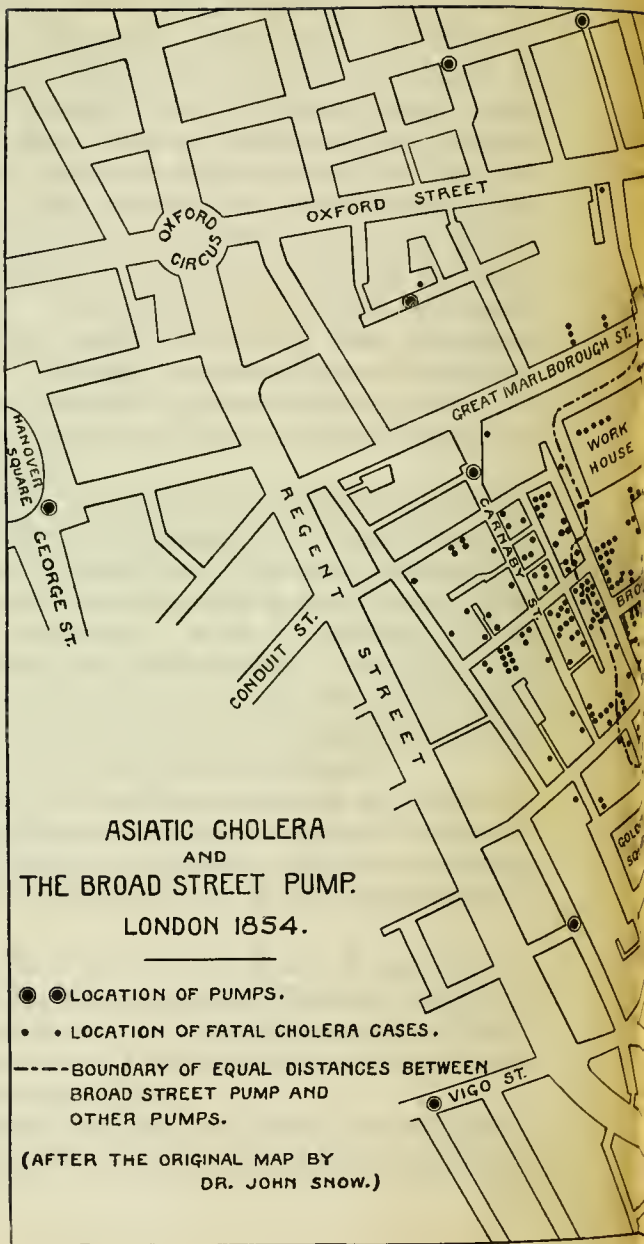 OXFORD STREET
OXFORD
CIRCUS
GREAT MARLBOROUGH ST.
HANOVER
SQUARE
WORK
HOUSE
REGENT STREET
CARNABY ST.
GEORGE ST.
CONDUIT ST.
ASIATIC CHOLERA
AND
THE BROAD STREET PUMP.
LONDON 1854.
LOCATION OF PUMPS.
LOCATION OF FATAL CHOLERA CASES.
BOUNDARY OF EQUAL DISTANCES BETWEEN
BROAD STREET PUMP AND
OTHER PUMPS.
VIGO ST.
(AFTER THE ORIGINAL MAP BY
DR. JOHN SNOW.)